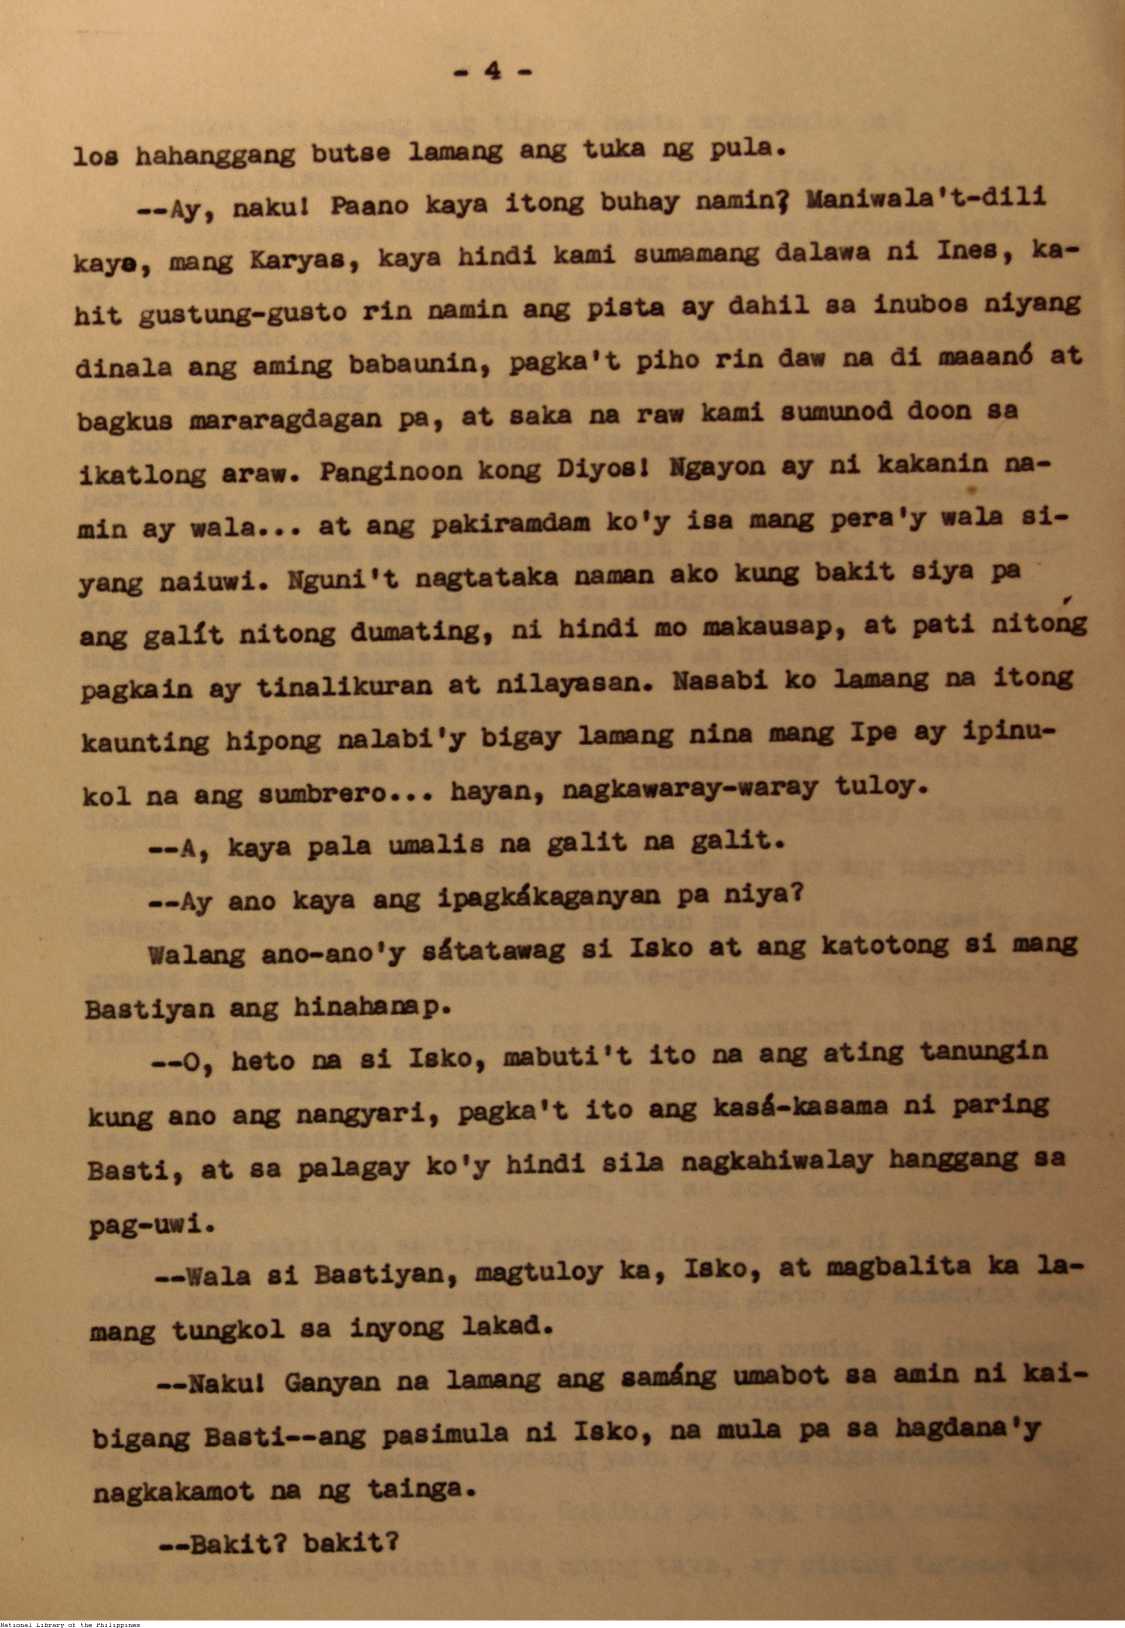 - 4 -
los hahanggang butse lamang ang tuka ng pula.
--Ay, naku! Paano kaya itong buhay namin? Maniwala't-dili
kayo, mang Karyas, kaya hindi kami sumamang dalawa ni Ines, ka-
hit gustung-gusto rin namin ang pista ay dahil sa inubos niyang
dinala ang aming babaunin, pagka't piho rin daw na di maaanó at
bagkus mararagdagan pa, at saka na raw kami sumunod doon sa
ikatlong araw. Panginoon kong Diyos! Ngayon ay ni kakanin na-
min ay wala... at ang pakiramdam ko'y isa mang pera'y wala si-
yang naiuwi. Nguni't nagtataka naman ako kung bakit siya pa
ang galít nitong dumating, ni hindi mo makausap, at pati nitóng
pagkain ay tinalikuran at nilayasan. Nasabi ko lamang na itong
kaunting hipong nalabi'y bigay lamang nina mang Ipe ay ipinu-
kol na ang sumbrero... hayan, nagkawaray-waray tuloy.
--A, kaya pala umalis na galit na galit.
--Ay ano kaya ang ipagkákaganyan pa niya?
Walang ano-ano'y sátatawag si Isko at ang katotong si mang
Bastiyan ang hinahanap.
--O, heto na si Isko, mabuti't ito na ang ating tanungin
kung ano ang nangyari, pagka't ito ang kasá-kasama ni paring
Basti, at sa palagay ko'y hindi sila nagkahiwalay hanggang sa
pag-uwi.
--Wala si Bastiyan, magtuloy ka, Isko, at magbalita ka la-
mang tungkol sa inyong lakad.
--Naku! Ganyan na lamang ang samáng umabot sa amin ni kai-
bigang Basti--ang pasimula ni Isko, na mula pa sa hagdana'y
nagkakamot na ng tainga.
--Bakit? bakit?
National Library of the Philippines